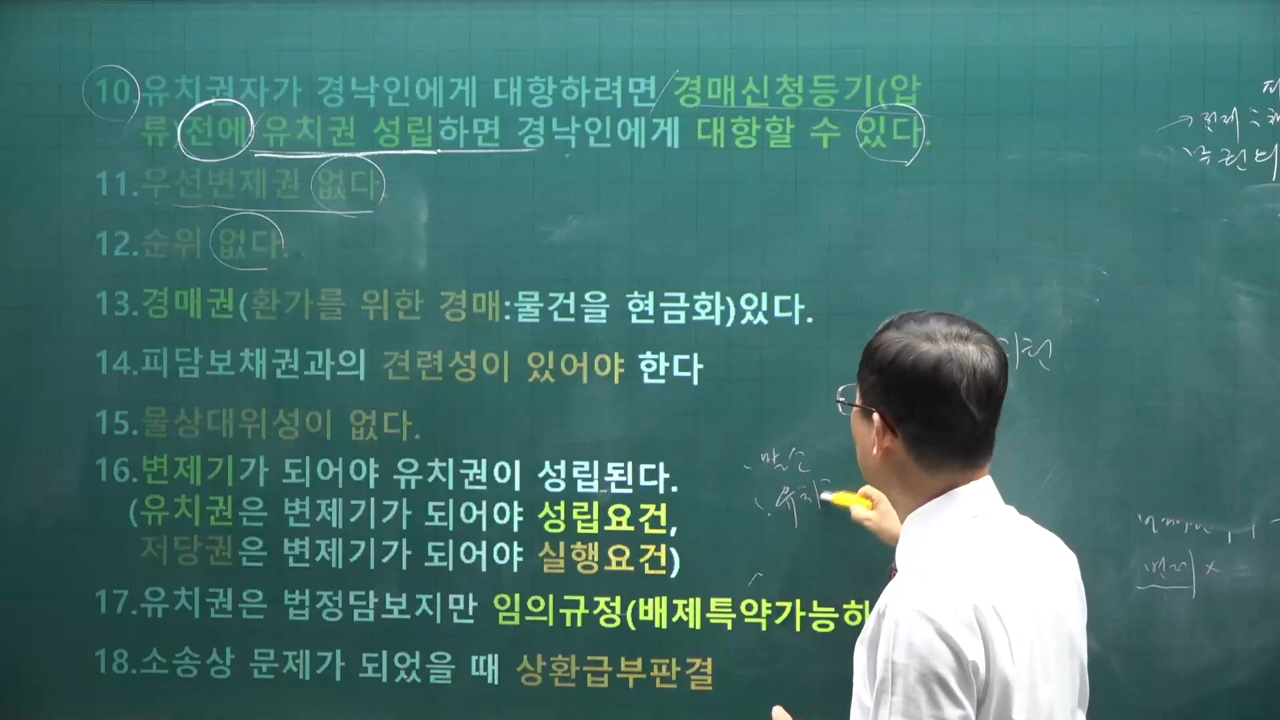 10.유치권자가 경낙인에게 대항하려면 경매신청등기(압
류)전에 유치권 성립하면 경낙인에게 대항할 수 있다.
11.우선변제권 없다.
12.순위 없다.
13.경매권(환가를 위한 경매:물건을 현금화)있다.
14.피담보채권과의 견련성이 있어야 한다
15.물상대위성이 없다.
16.변제기가 되어야 유치권이 성립된다.
(유치권은 변제기가 되어야 성립요건,
저당권은 변제기가 되어야 실행요건)
17.유치권은 법정담보지만 임의규정(배제특약가능하
18.소송상 문제가 되었을 때 상환급부판결